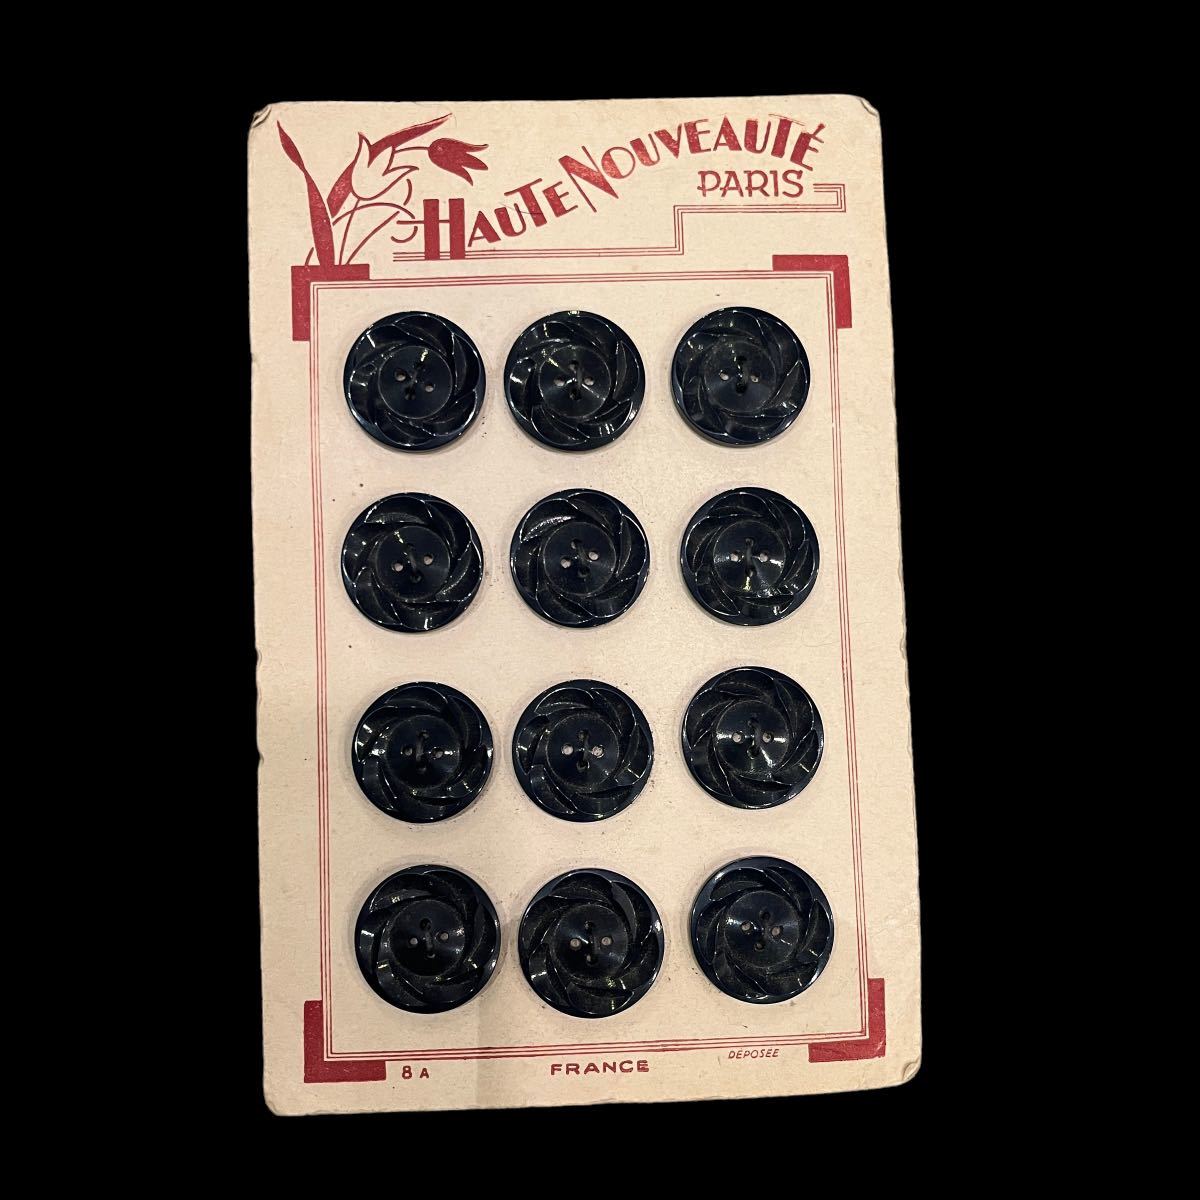 HAUTE NOUVEAUTÉ
PARIS
8 A
FRANCE
DÉPOSÉE